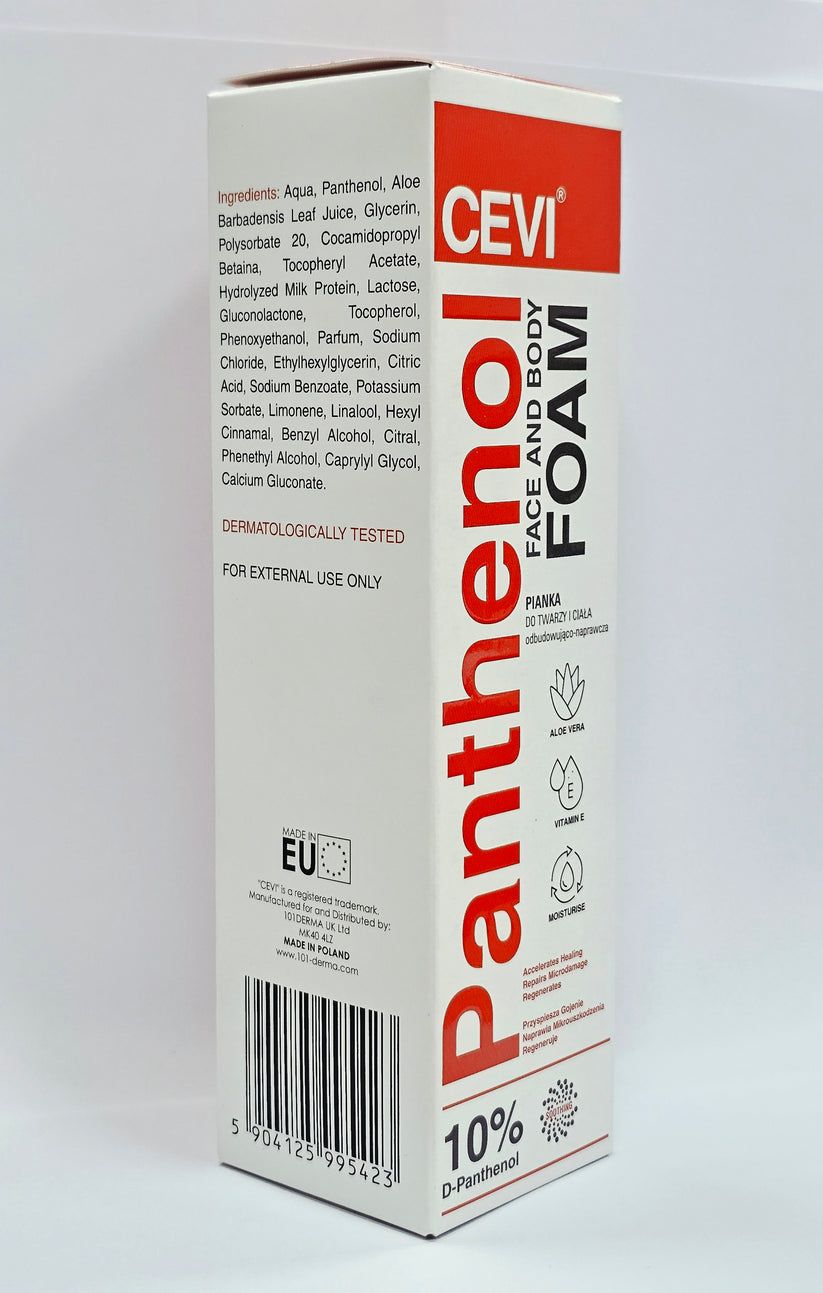 Ingredients: Aqua, Panthenol, Aloe
Barbadensis Leaf Juice, Glycerin,
Polysorbate 20, Cocamidopropyl
Betaina, Tocopheryl Acetate,
Hydrolyzed Milk Protein, Lactose,
Gluconolactone, Tocopherol,
Phenoxyethanol, Parfum, Sodium
Chloride, Ethylhexylglycerin, Citric
Acid, Sodium Benzoate, Potassium
Sorbate, Limonene, Linalool, Hexyl
Cinnamal, Benzyl Alcohol, Citral,
Phenethyl Alcohol, Caprylyl Glycol,
Calcium Gluconate.
DERMATOLOGICALLY TESTED
FOR EXTERNAL USE ONLY
MADE IN
EU
"CEVI" is a registered trademark.
Manufactured for and Distributed by:
101DERMA UK Ltd
MK40 4LZ
MADE IN POLAND
www.101-derma.com
5 904125 995423
CEVI®
Panthenol
FACE AND BODY
FOAM
PIANKA
DO TWARZY I CIAŁA
odbudowująco-naprawcza
ALOE VERA
E
VITAMIN E
MOISTURISE
Accelerates Healing
Repairs Microdamage
Regenerates
Przyspiesza Gojenie
Naprawia Mikrouszkodzenia
Regeneruje
10%
D-Panthenol
SOOTHING